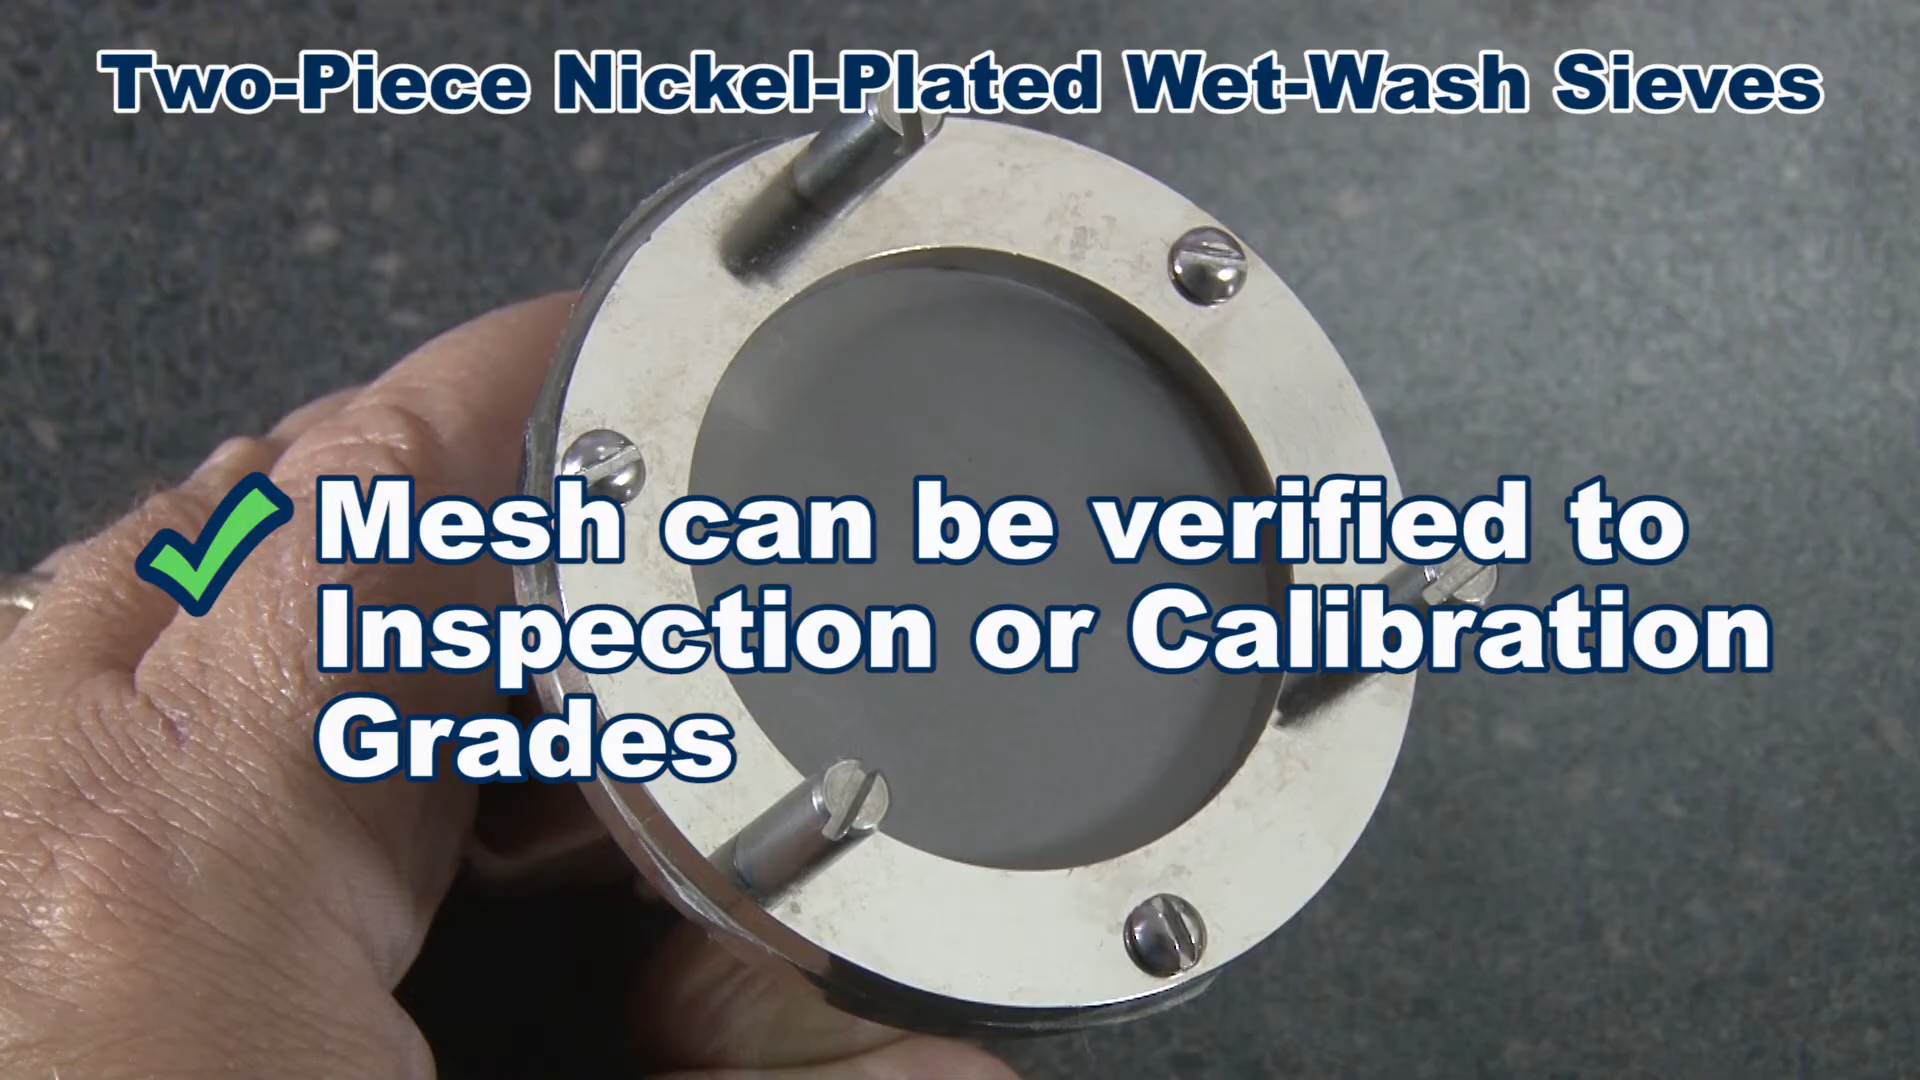 Two-Piece Nickel-Plated Wet-Wash Sieves
Mesh can be verified to
Inspection or Calibration
Grades